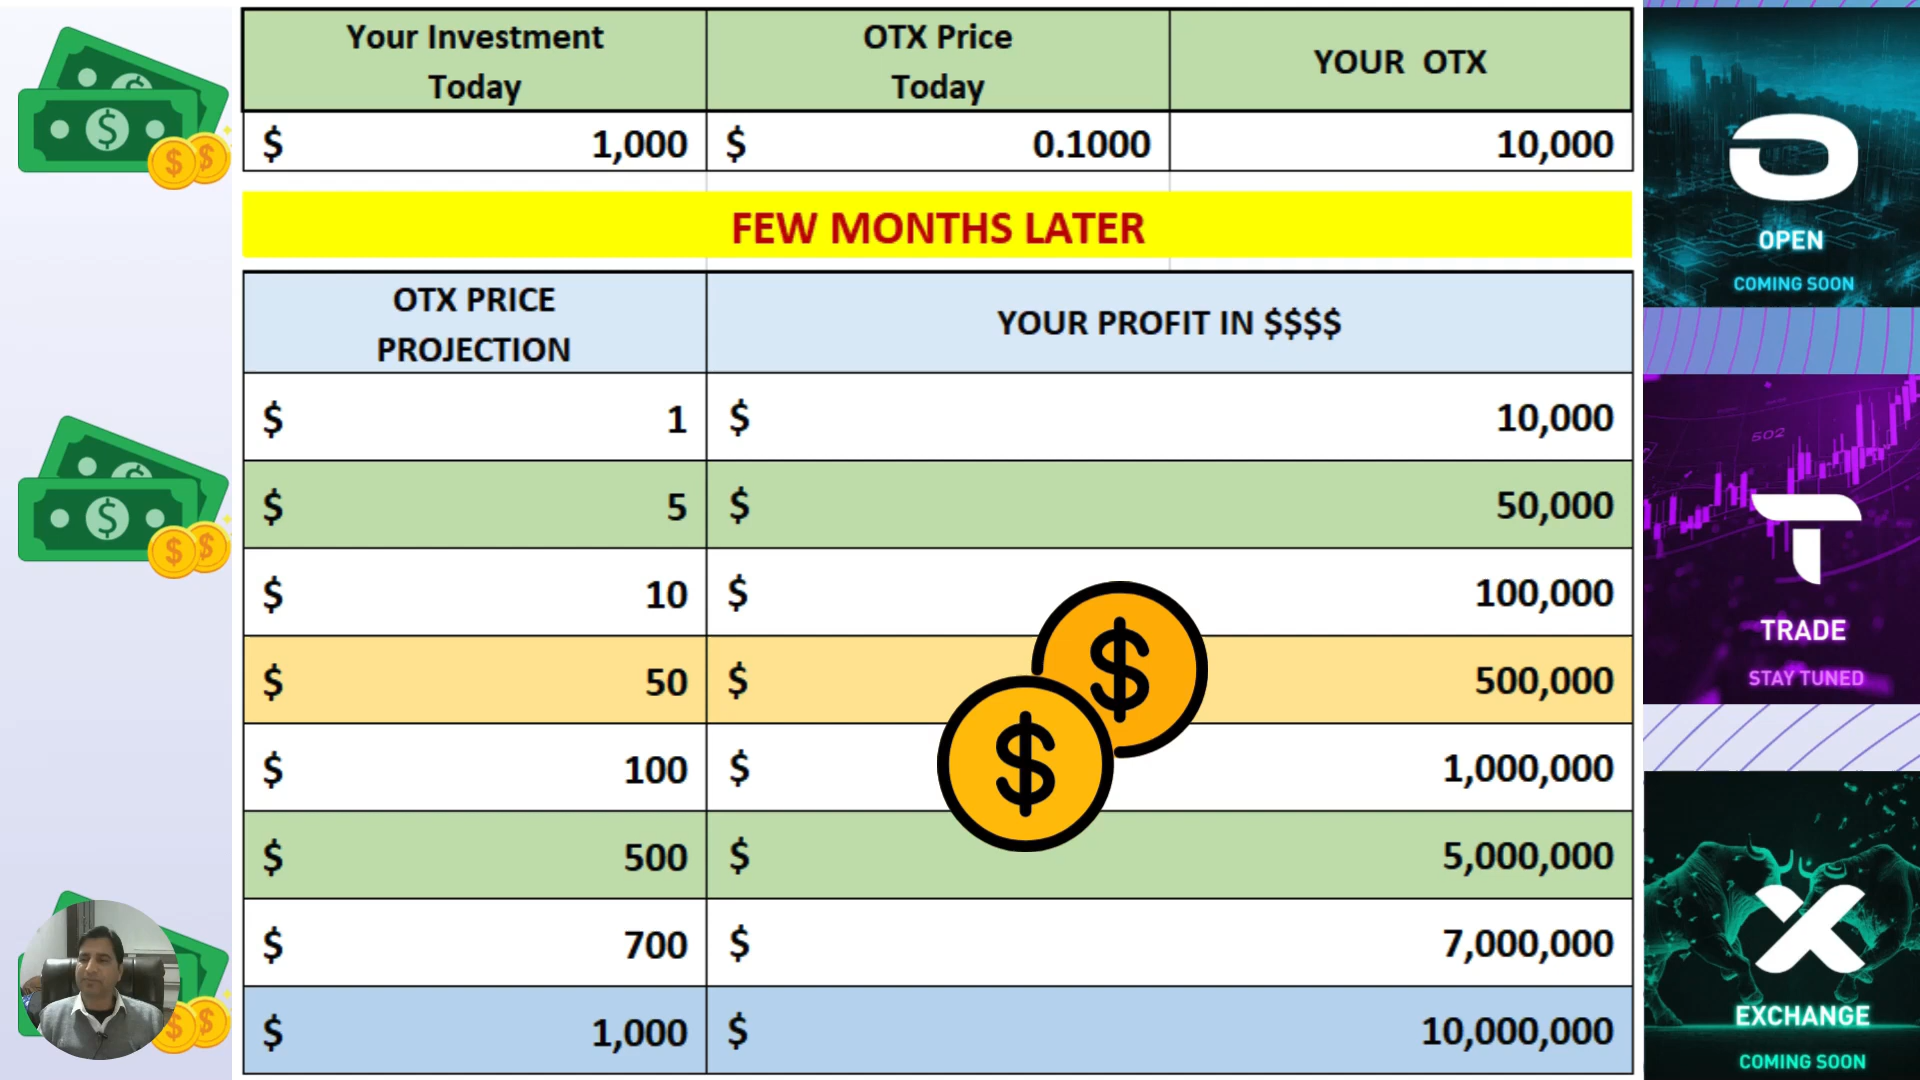 Your Investment Today
OTX Price Today
YOUR OTX
$ 1,000
$ 0.1000
10,000
FEW MONTHS LATER
OTX PRICE PROJECTION
YOUR PROFIT IN $$$$
$ 1 $ 10,000
$ 5 $ 50,000
$ 10 $ 100,000
$ 50 $ 500,000
$ 100 $ 1,000,000
$ 500 $ 5,000,000
$ 700 $ 7,000,000
$ 1,000 $ 10,000,000
OPEN
COMING SOON
502
TRADE
STAY TUNED
EXCHANGE
COMING SOON